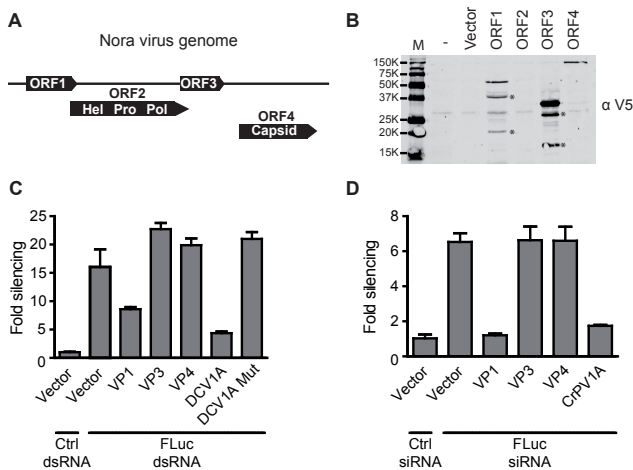 A
Nora virus genome
ORF1
ORF2
ORF3
Hel Pro Pol
ORF4
Capsid
B
M
-
Vector
ORF1
ORF2
ORF3
ORF4
150K
75K
50K
37K
25K
20K
15K
*
*
*
*
α V5
C
Fold silencing
25
20
15
10
5
0
Vector
Vector
VP1
VP3
VP4
DCV1A
DCV1A Mut
Ctrl
dsRNA
FLuc
dsRNA
D
Fold silencing
8
6
4
2
0
Vector
Vector
VP1
VP3
VP4
CrPV1A
Ctrl
siRNA
FLuc
siRNA